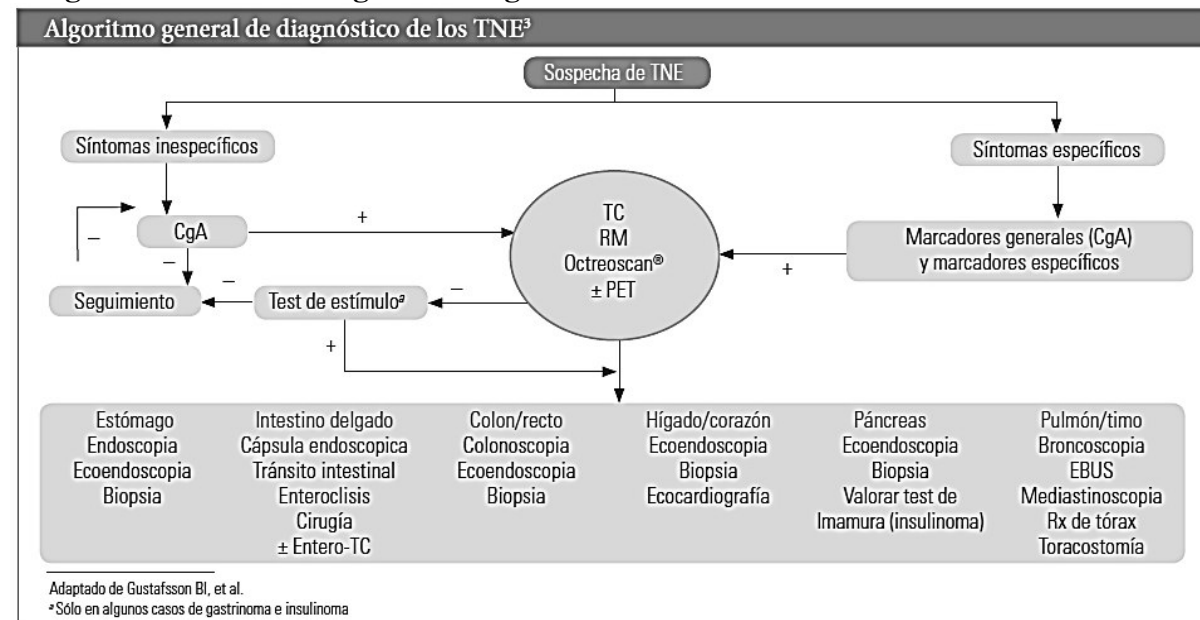 Algoritmo general de diagnóstico de los TNE³
Sospecha de TNE
Síntomas inespecíficos
Síntomas específicos
CgA
+
–
–
TC
RM
Octreoscan®
± PET
Marcadores generales (CgA)
y marcadores específicos
+
Seguimiento
–
Test de estímuloª
–
+
Estómago
Endoscopia
Ecoendoscopia
Biopsia
Intestino delgado
Cápsula endoscopica
Tránsito intestinal
Enteroclisis
Cirugía
± Entero-TC
Colon/recto
Colonoscopia
Ecoendoscopia
Biopsia
Hígado/corazón
Ecoendoscopia
Biopsia
Ecocardiografía
Páncreas
Ecoendoscopia
Biopsia
Valorar test de
Imamura (insulinoma)
Pulmón/timo
Broncoscopia
EBUS
Mediastinoscopia
Rx de tórax
Toracostomía
Adaptado de Gustafsson BI, et al.
ª Sólo en algunos casos de gastrinoma e insulinoma